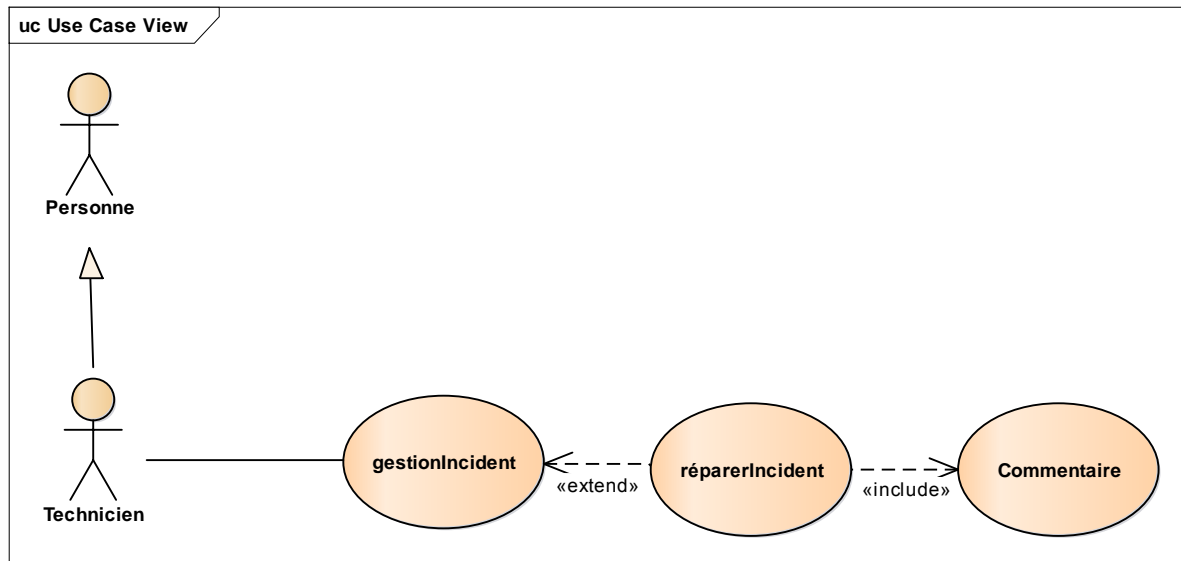 uc Use Case View
Personne
Technicien
gestionIncident
«extend»
réparerIncident
«include»
Commentaire